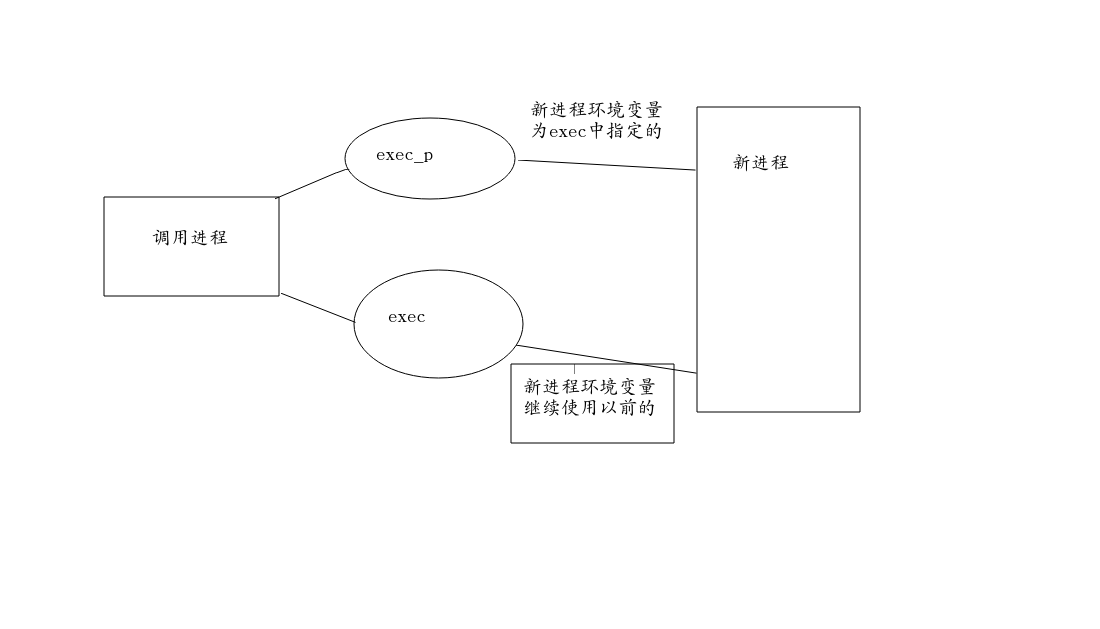 新进程环境变量
为exec中指定的
exec_p
新进程
调用进程
exec
新进程环境变量
继续使用以前的